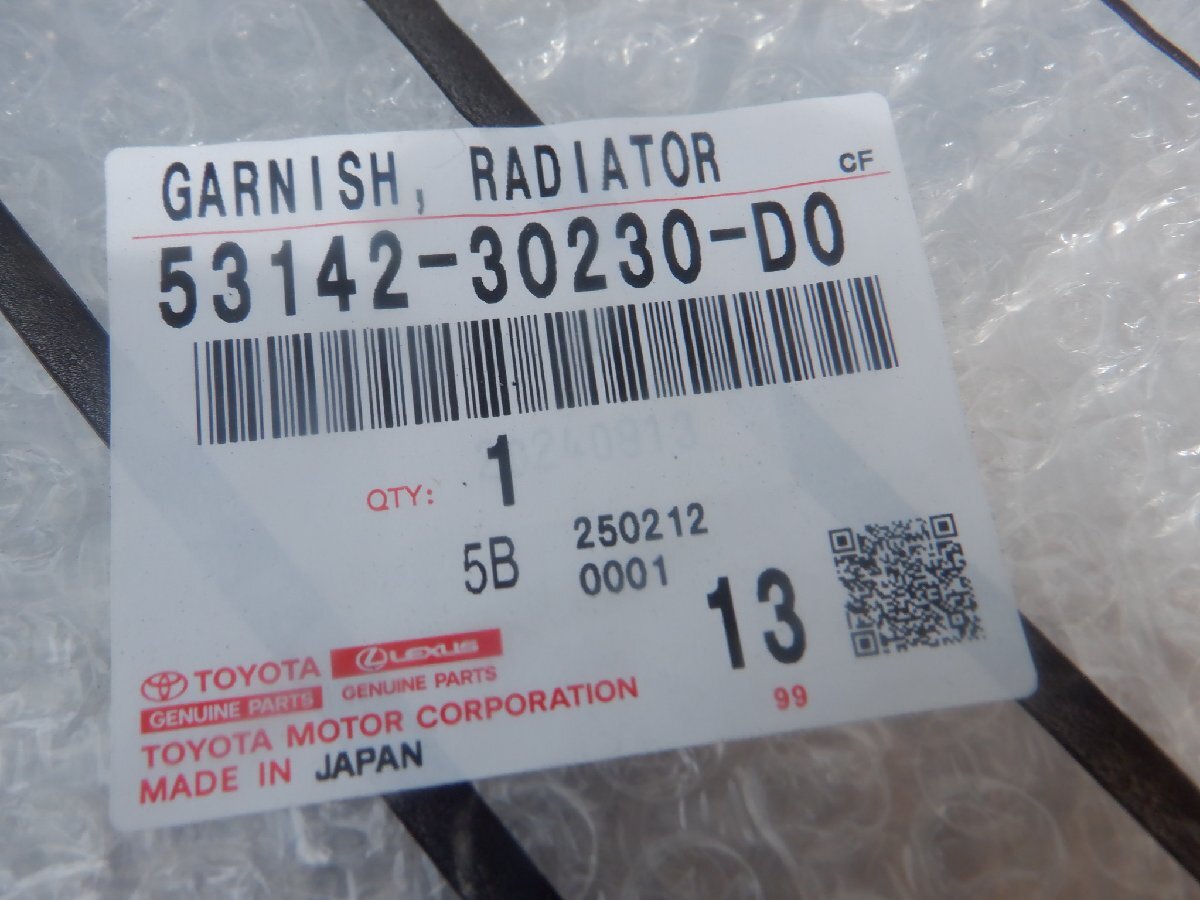 GARNISH, RADIATOR CF
53142-30230-D0
QTY: 1
5B 250212
0001
13
TOYOTA LEXUS
GENUINE PARTS GENUINE PARTS
TOYOTA MOTOR CORPORATION
99
MADE IN JAPAN